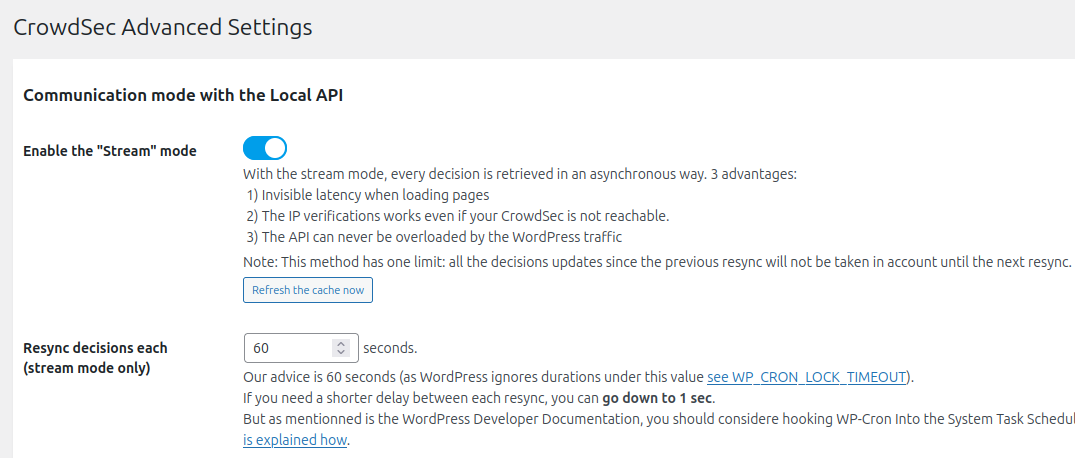 CrowdSec Advanced Settings
Communication mode with the Local API
Enable the "Stream" mode
With the stream mode, every decision is retrieved in an asynchronous way. 3 advantages:
1) Invisible latency when loading pages
2) The IP verifications works even if your CrowdSec is not reachable.
3) The API can never be overloaded by the WordPress traffic
Note: This method has one limit: all the decisions updates since the previous resync will not be taken in account until the next resync.
Refresh the cache now
Resync decisions each
(stream mode only)
60 seconds.
Our advice is 60 seconds (as WordPress ignores durations under this value see WP_CRON_LOCK_TIMEOUT).
If you need a shorter delay between each resync, you can go down to 1 sec.
But as mentionned is the WordPress Developer Documentation, you should considere hooking WP-Cron Into the System Task Schedu
is explained how.